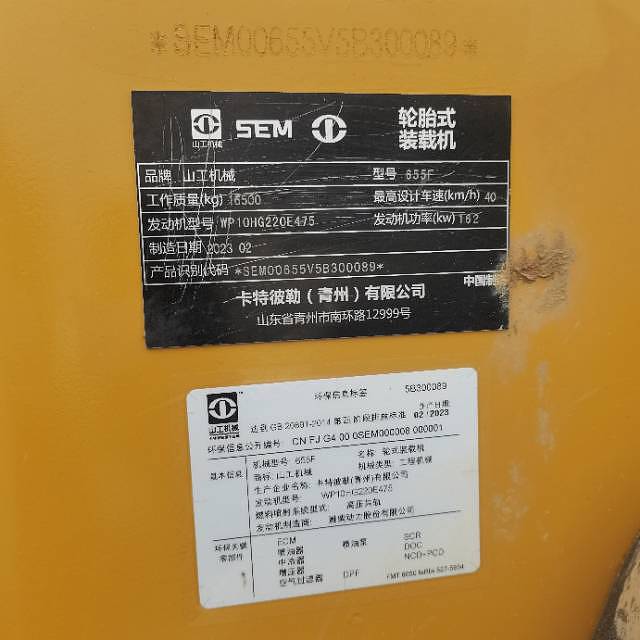 *SEM00655V5B300089*
山工机械 SEM 轮胎式装载机
品牌 山工机械 型号 655F
工作质量(kg) 16500 最高设计车速(km/h) 40
发动机型号 WP10HG220E475 发动机功率(kw) 162
制造日期 2023 02
产品识别代码 *SEM00655V5B300089*
中国制
卡特彼勒(青州)有限公司
山东省青州市南环路12999号
环保信息标签 5B300089
山工机械
生产日期
达到 GB 20891-2014 第四 阶段排放标准 02/2023
环保信息公开编号: CN FJ G4 00 0SEM000008 000001
基本信息
机械型号: 655F 名称: 轮式装载机
商标: 山工机械 机械类型: 工程机械
生产企业名称: 卡特彼勒(青州)有限公司
发动机型号: WP10HG220E475
燃料喷射系统型式: 高压共轨
发动机制造商: 潍柴动力股份有限公司
环保关键零部件
ECM SCR
喷油器 喷油泵 DOC
中冷器 NCD+PCD
增压器
空气过滤器 DPF